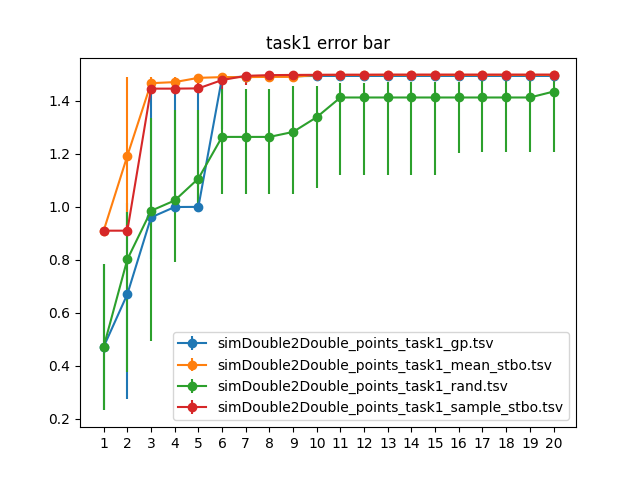 task1 error bar
1.4
1.2
1.0
0.8
0.6
0.4
0.2
simDouble2Double_points_task1_gp.tsv
simDouble2Double_points_task1_mean_stbo.tsv
simDouble2Double_points_task1_rand.tsv
simDouble2Double_points_task1_sample_stbo.tsv
1 2 3 4 5 6 7 8 9 10 11 12 13 14 15 16 17 18 19 20